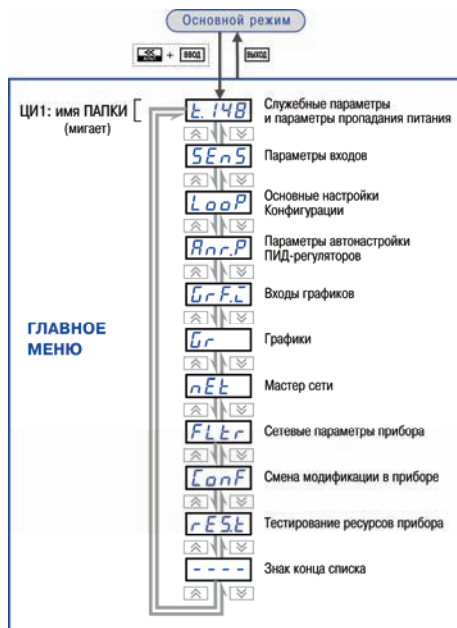 Основной режим
≪ + ВВОД
ВЫХОД
ЦИ1: имя ПАПКИ
(мигает)
t.148
Служебные параметры
и параметры пропадания питания
SEnS
Параметры входов
LooP
Основные настройки
Конфигурации
Anr.P
Параметры автонастройки
ПИД-регуляторов
GrF.i
Входы графиков
ГЛАВНОЕ
МЕНЮ
Gr
Графики
nEt
Мастер сети
FLtr
Сетевые параметры прибора
ConF
Смена модификации в приборе
rES.t
Тестирование ресурсов прибора
----
Знак конца списка